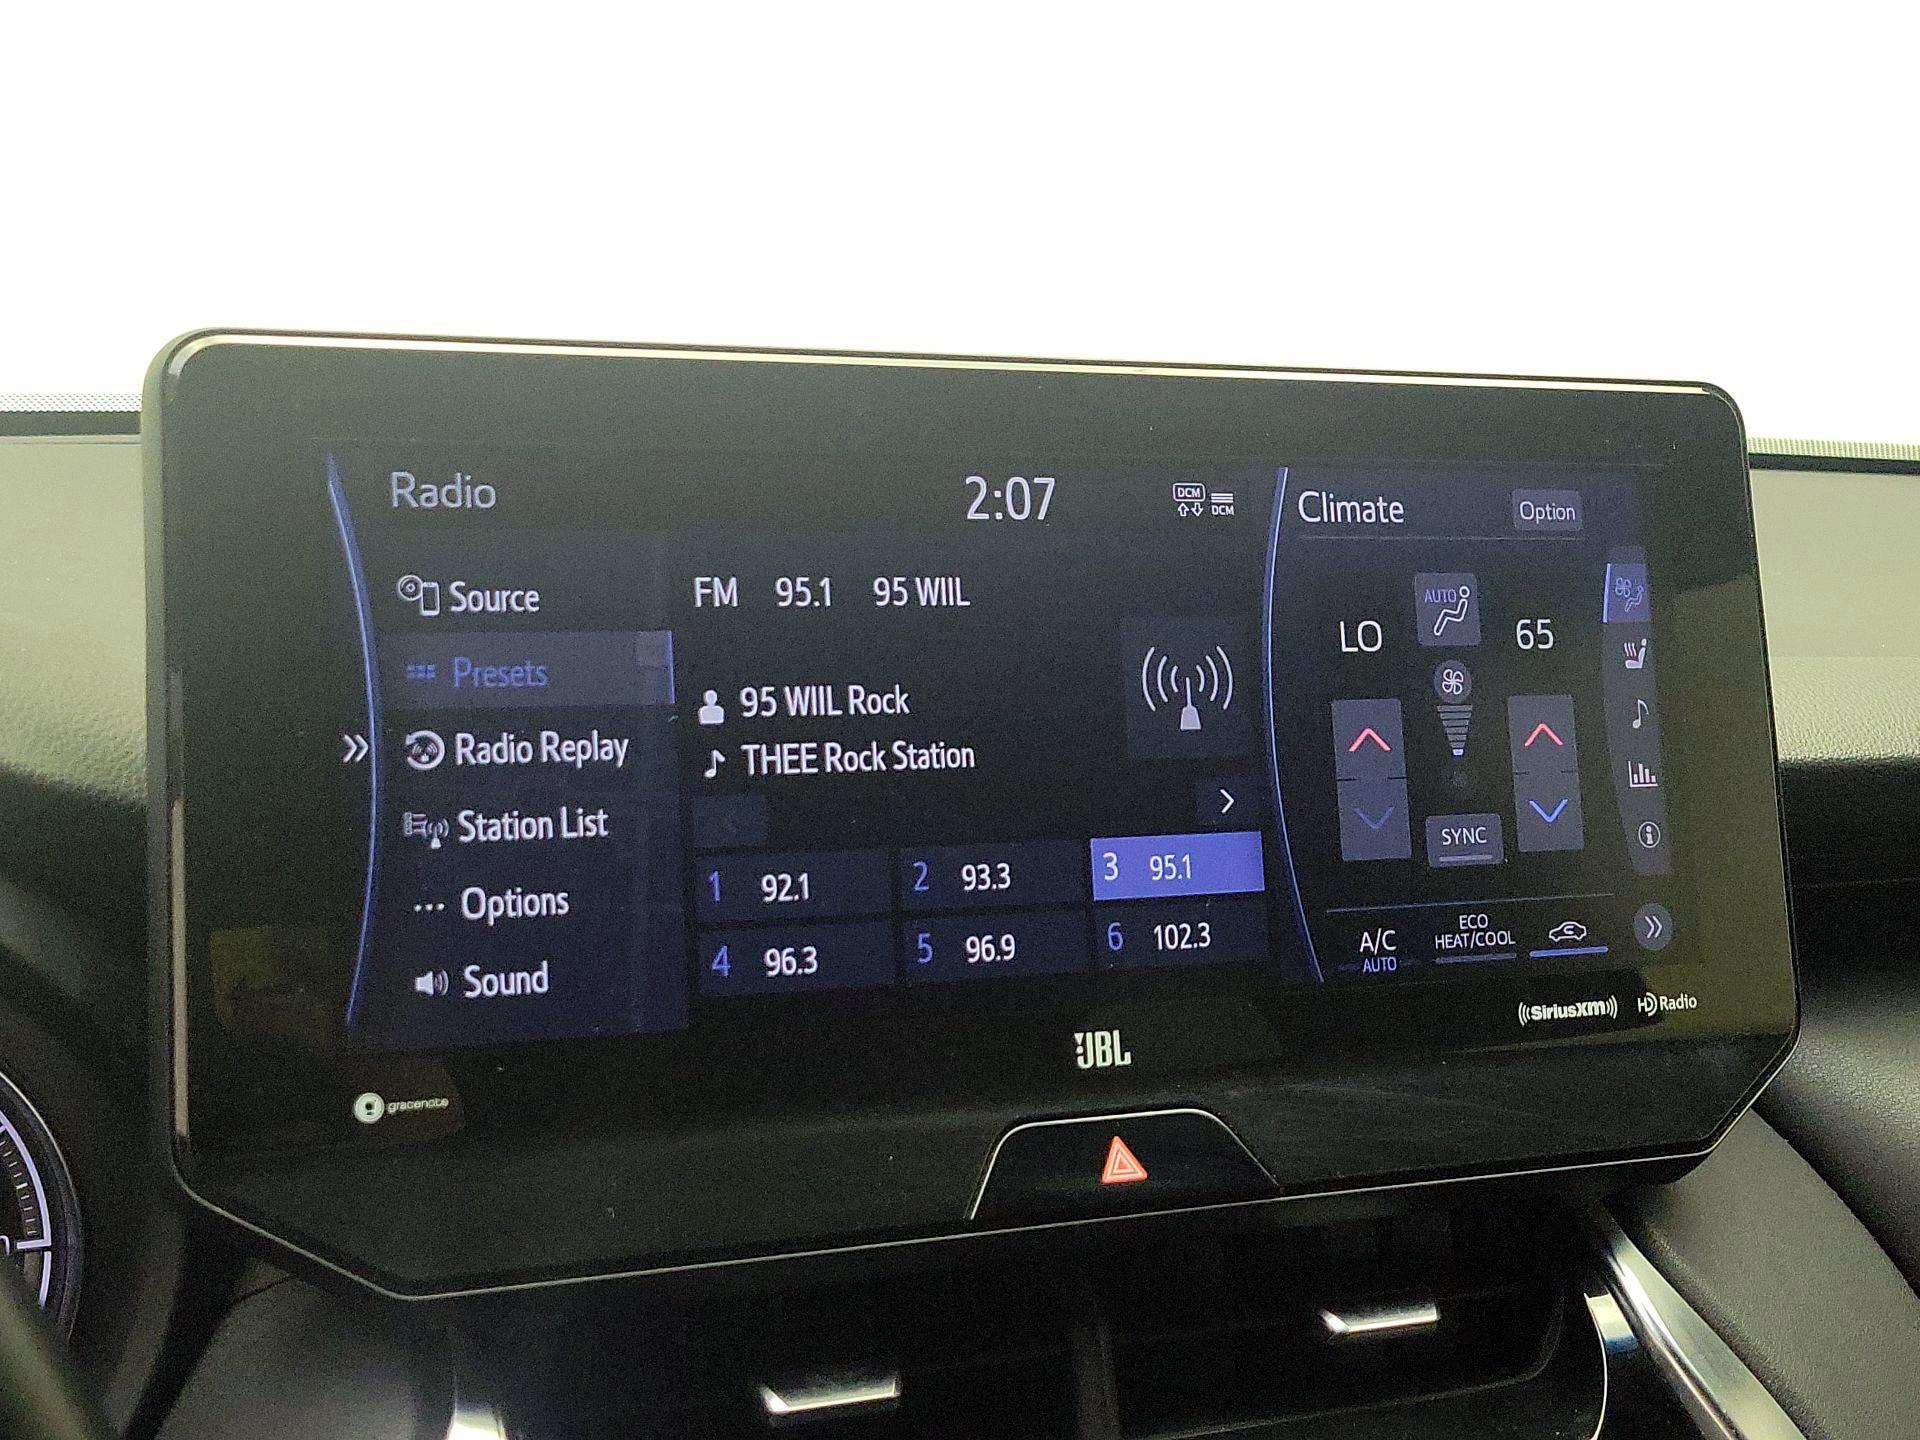 Radio
2:07
DCM
DCM
Source
Presets
Radio Replay
Station List
Options
Sound
FM 95.1 95 WIIL
95 WIIL Rock
THEE Rock Station
1 92.1
2 93.3
3 95.1
4 96.3
5 96.9
6 102.3
Climate
Option
LO
AUTO
65
SYNC
A/C
AUTO
ECO
HEAT/COOL
SiriusXM
HD Radio
JBL
gracenote